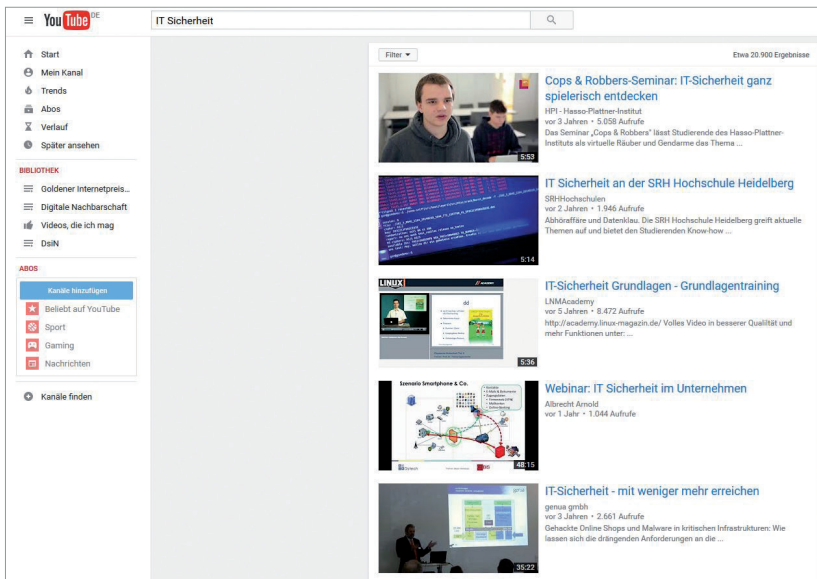 YouTube DE
IT Sicherheit
Start
Mein Kanal
Trends
Abos
Verlauf
Später ansehen
BIBLIOTHEK
Goldener Internetpreis...
Digitale Nachbarschaft
Videos, die ich mag
DsiN
ABOS
Kanäle hinzufügen
Beliebt auf YouTube
Sport
Gaming
Nachrichten
Kanäle finden
Filter
Etwa 20.900 Ergebnisse
5:53
Cops & Robbers-Seminar: IT-Sicherheit ganz
spielerisch entdecken
HPI - Hasso-Plattner-Institut
vor 3 Jahren • 5.058 Aufrufe
Das Seminar „Cops & Robbers" lässt Studierende des Hasso-Plattner-
Instituts als virtuelle Räuber und Gendarme das Thema ...
5:14
IT Sicherheit an der SRH Hochschule Heidelberg
SRHHochschulen
vor 2 Jahren • 1.946 Aufrufe
Abhöraffäre und Datenklau. Die SRH Hochschule Heidelberg greift aktuelle
Themen auf und bietet den Studierenden Know-how ...
LINUX
ACADEMY
dd
5:36
IT-Sicherheit Grundlagen - Grundlagentraining
LNMAcademy
vor 5 Jahren • 8.472 Aufrufe
http://academy.linux-magazin.de/ Volles Video in besserer Qualiltät und
mehr Funktionen unter: ...
Szenario Smartphone & Co.
48:15
Webinar: IT Sicherheit im Unternehmen
Albrecht Arnold
vor 1 Jahr • 1.044 Aufrufe
35:22
IT-Sicherheit - mit weniger mehr erreichen
genua gmbh
vor 3 Jahren • 2.661 Aufrufe
Gehackte Online Shops und Malware in kritischen Infrastrukturen: Wie
lassen sich die drängenden Anforderungen an die ...